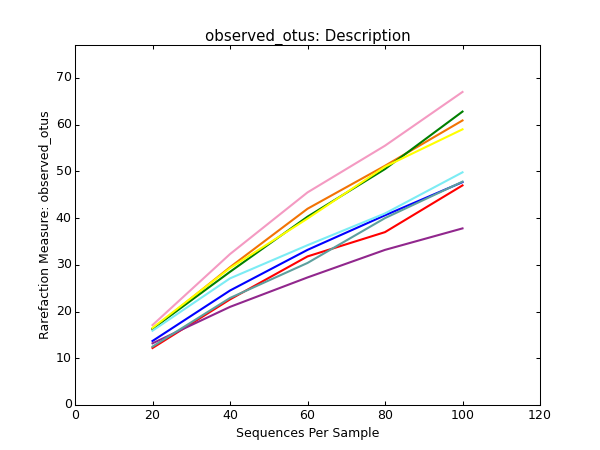 observed_otus: Description
Rarefaction Measure: observed_otus
70
60
50
40
30
20
10
0
0 20 40 60 80 100 120
Sequences Per Sample